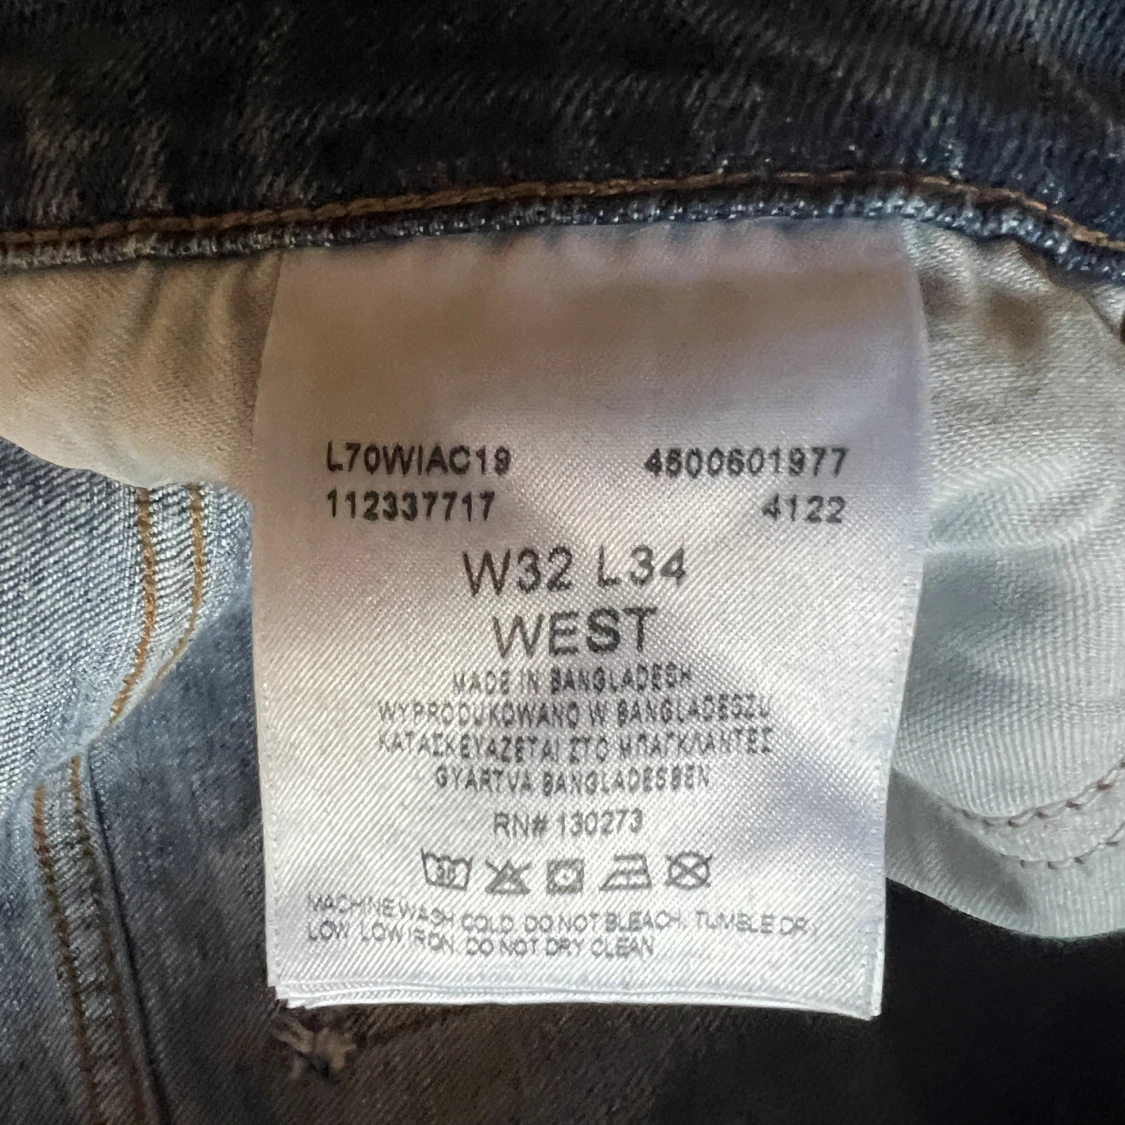 L70WIAC19 4500601977
112337717 4122
W32 L34
WEST
MADE IN BANGLADESH
WYPRODUKOWANO W BANGLADESZU
ΚΑΤΑΣΚΕΥΑΖΕΤΑΙ ΣΤΟ ΜΠΑΓΚΛΑΝΤΕΣ
GYÁRTVA BANGLADESBEN
RN# 130273
30
MACHINE WASH COLD. DO NOT BLEACH. TUMBLE DRY
LOW. LOW IRON. DO NOT DRY CLEAN